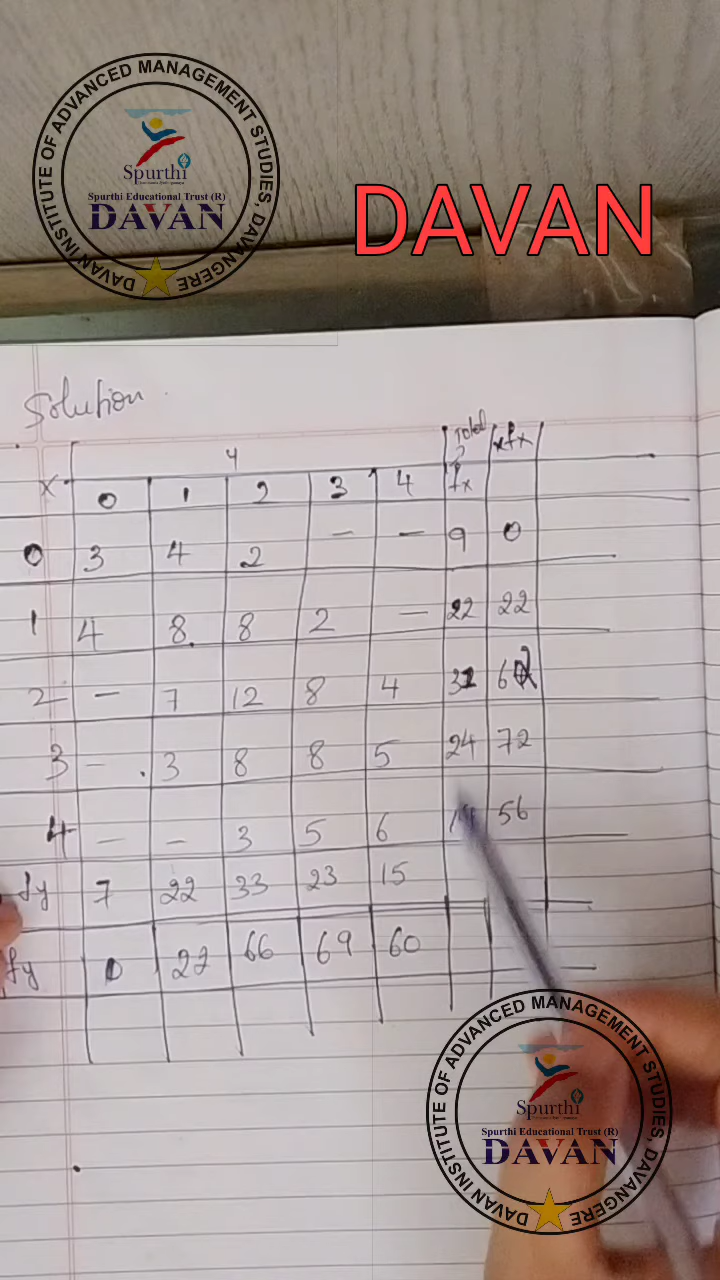 DAVAN INSTITUTE OF ADVANCED MANAGEMENT STUDIES, DAVANGERE
Spurthi
Spurthi Educational Trust (R)
DAVAN
DAVAN
Solution
y
Total
xfx
X
0 1 2 3 4 fx
0 3 4 2 — — 9 0
1 4 8 8 2 — 22 22
2 — 7 12 8 4 31 62
3 — 3 8 8 5 24 72
4 — — 3 5 6 56
fy 7 22 33 23 15
fy 0 22 66 69 60
DAVAN INSTITUTE OF ADVANCED MANAGEMENT STUDIES, DAVANGERE
Spurthi
Spurthi Educational Trust (R)
DAVAN